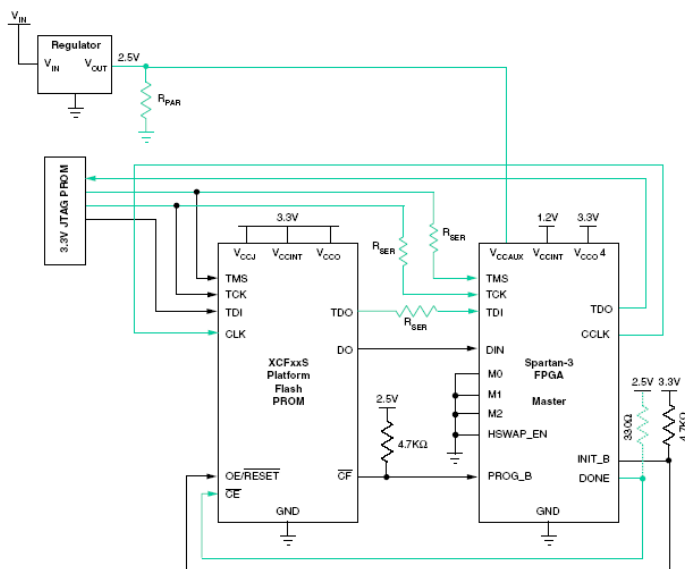 VIN
Regulator
VIN VOUT
2.5V
RPAR
3.3V JTAG PROM
3.3V
VCCJ VCCINT VCCO
TMS
TCK
TDI
CLK
TDO
DO
XCFxxS
Platform
Flash
PROM
OE/RESET
CE
CF
GND
RSER
RSER
RSER
2.5V
4.7KΩ
1.2V 3.3V
VCCAUX VCCINT VCCO 4
TMS
TCK
TDI
DIN
M0
M1
M2
HSWAP_EN
PROG_B
TDO
CCLK
Spartan-3
FPGA
Master
INIT_B
DONE
GND
2.5V 3.3V
330Ω
4.7KΩ